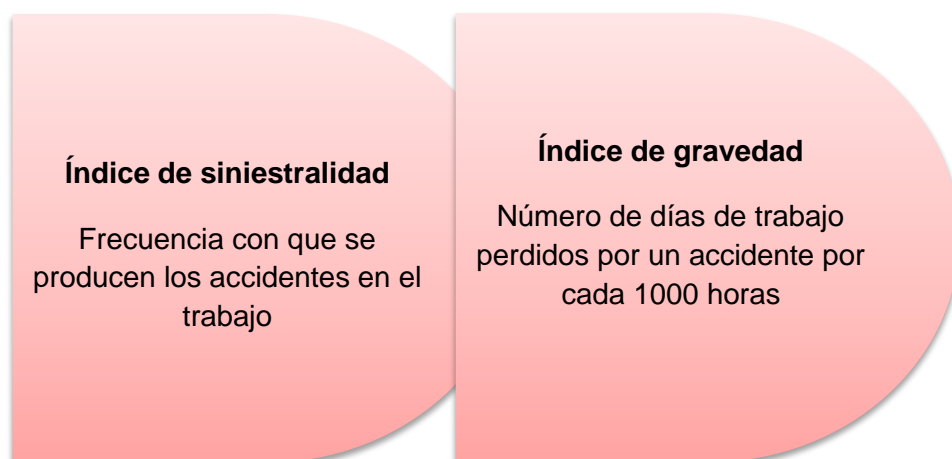 Índice de siniestralidad
Frecuencia con que se
producen los accidentes en el
trabajo
Índice de gravedad
Número de días de trabajo
perdidos por un accidente por
cada 1000 horas